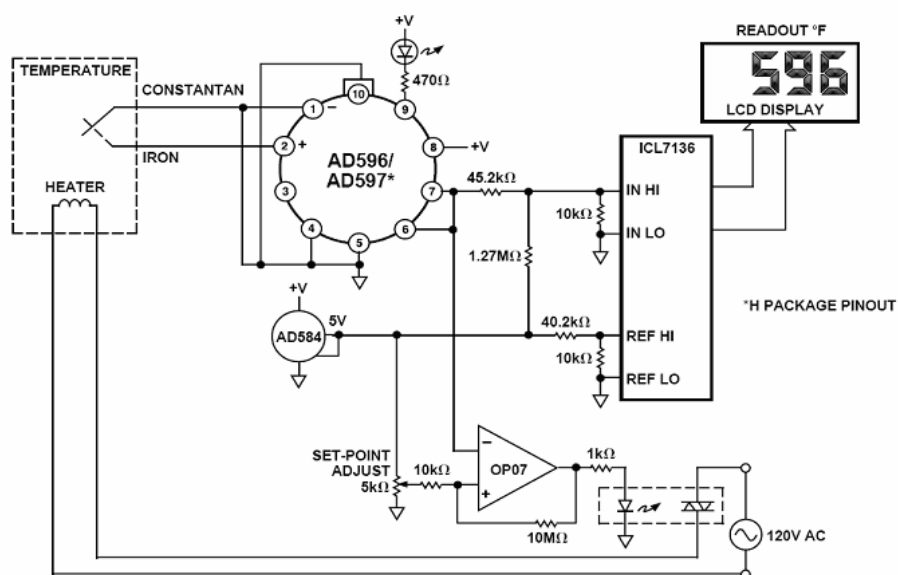 +V
READOUT °F
596
LCD DISPLAY
TEMPERATURE
CONSTANTAN
IRON
HEATER
470Ω
10
1
−
9
2
+
8
+V
AD596/
AD597*
3
7
4
5
6
45.2kΩ
ICL7136
IN HI
10kΩ
IN LO
1.27MΩ
*H PACKAGE PINOUT
+V
5V
AD584
40.2kΩ
REF HI
10kΩ
REF LO
SET-POINT
ADJUST
5kΩ
10kΩ
−
OP07
+
1kΩ
10MΩ
120V AC